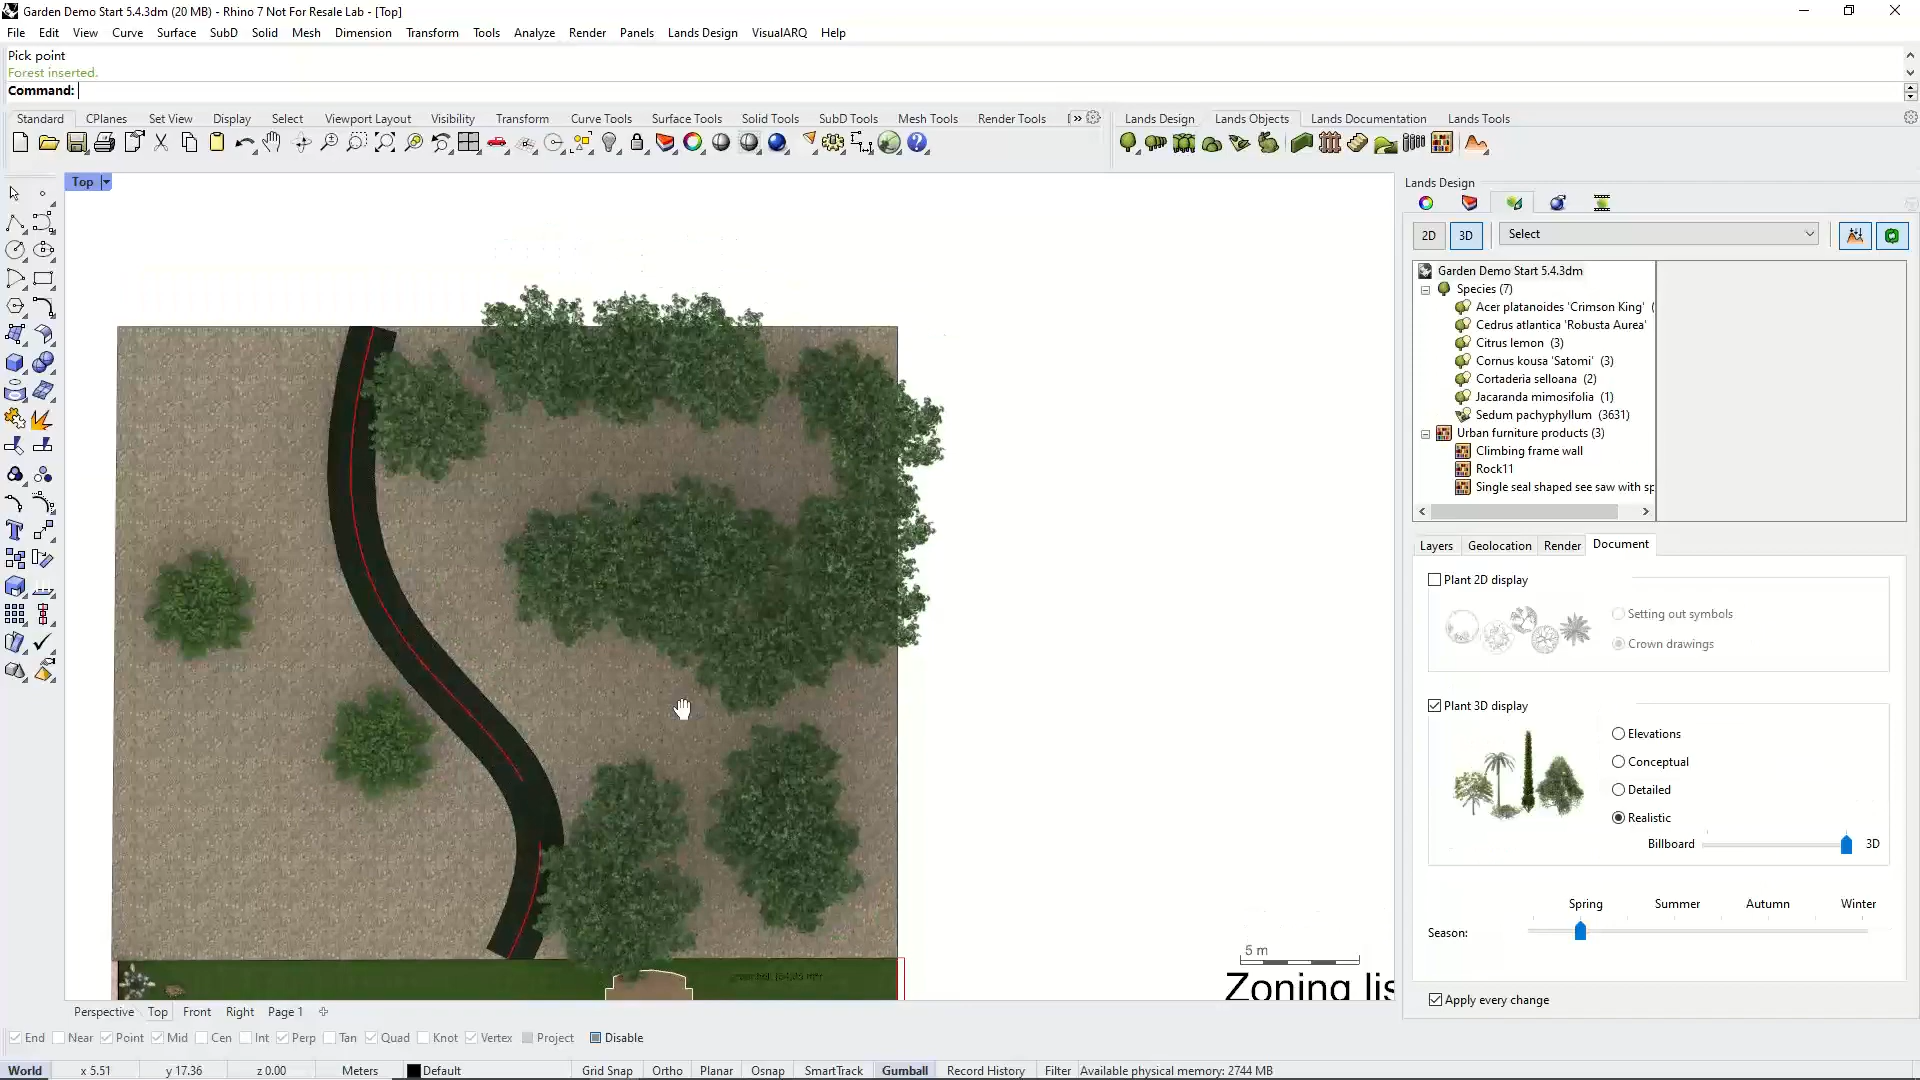 Garden Demo Start 5.4.3dm (20 MB) - Rhino 7 Not For Resale Lab - [Top]
File Edit View Curve Surface SubD Solid Mesh Dimension Transform Tools Analyze Render Panels Lands Design VisualARQ Help
Pick point
Forest inserted.
Command:
Standard CPlanes Set View Display Select Viewport Layout Visibility Transform Curve Tools Surface Tools Solid Tools SubD Tools Mesh Tools Render Tools
Lands Design Lands Objects Lands Documentation Lands Tools
Top
Lands Design
2D 3D Select
Garden Demo Start 5.4.3dm
Species (7)
Acer platanoides 'Crimson King' (
Cedrus atlantica 'Robusta Aurea'
Citrus lemon (3)
Cornus kousa 'Satomi' (3)
Cortaderia selloana (2)
Jacaranda mimosifolia (1)
Sedum pachyphyllum (3631)
Urban furniture products (3)
Climbing frame wall
Rock11
Single seal shaped see saw with sp
Layers Geolocation Render Document
Plant 2D display
Setting out symbols
Crown drawings
Plant 3D display
Elevations
Conceptual
Detailed
Realistic
Billboard 3D
Spring Summer Autumn Winter
Season:
Apply every change
5 m
Zoning lis
Perspective Top Front Right Page 1
End Near Point Mid Cen Int Perp Tan Quad Knot Vertex Project Disable
World x 5.51 y 17.36 z 0.00 Meters Default Grid Snap Ortho Planar Osnap SmartTrack Gumball Record History Filter Available physical memory: 2744 MB